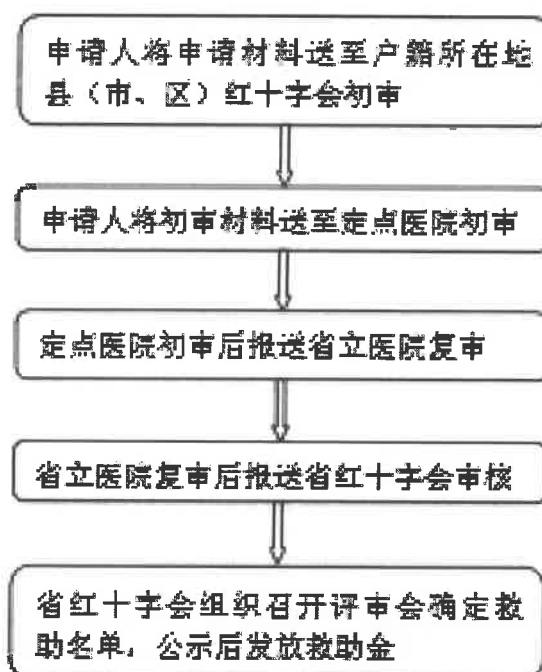 申请人将申请材料送至户籍所在地
县（市、区）红十字会初审
申请人将初审材料送至定点医院初审
定点医院初审后报送省立医院复审
省立医院复审后报送省红十字会审核
省红十字会组织召开评审会确定救
助名单，公示后发放救助金